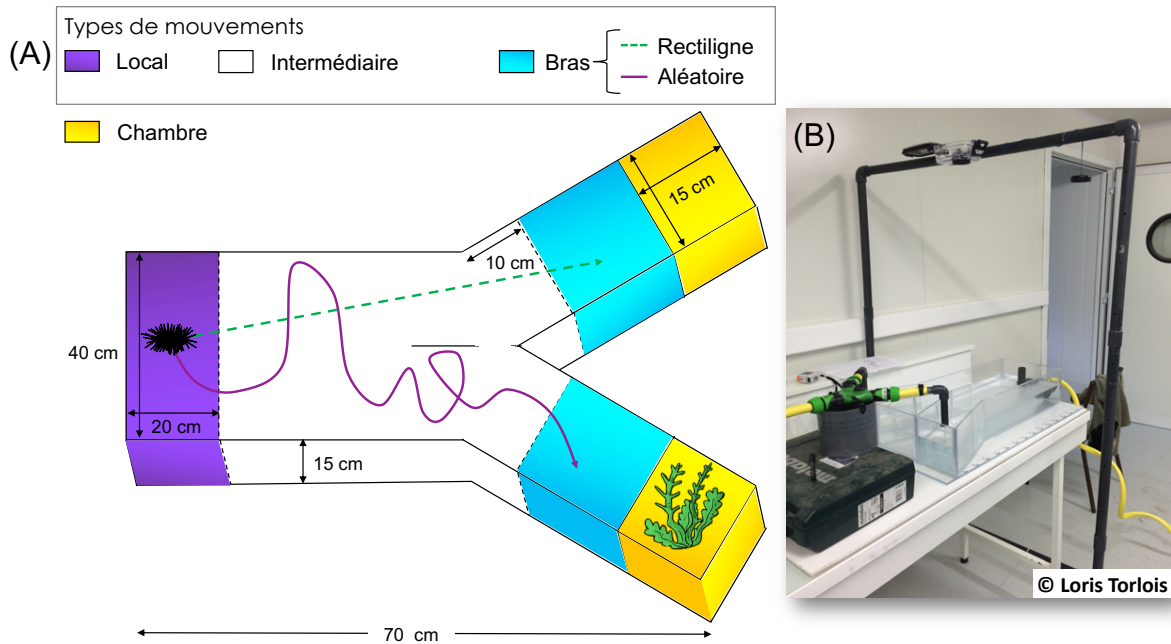 (A)
Types de mouvements
Local
Intermédiaire
Bras
Rectiligne
Aléatoire
Chambre
(B)
15 cm
10 cm
40 cm
20 cm
15 cm
70 cm
© Loris Torlois